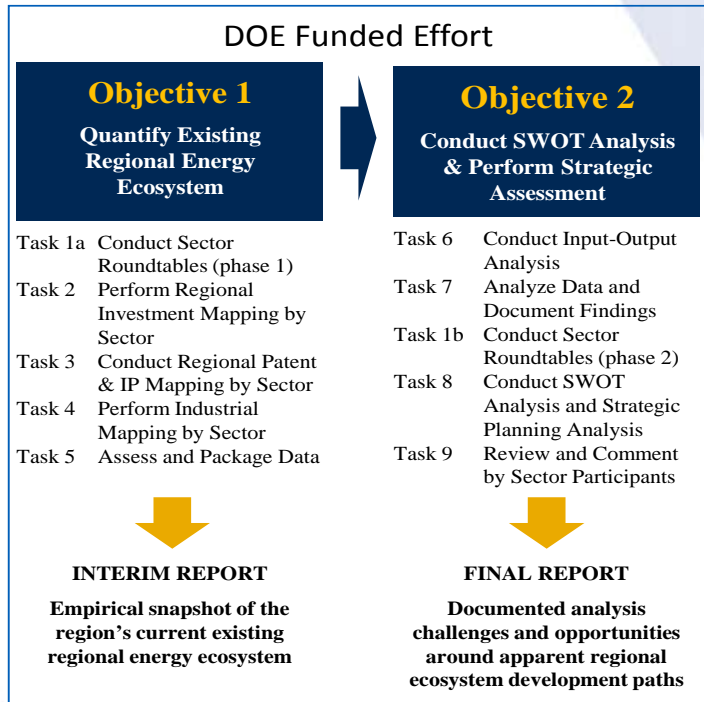 DOE Funded Effort
Objective 1
Quantify Existing
Regional Energy
Ecosystem
Task 1a Conduct Sector
Roundtables (phase 1)
Task 2 Perform Regional
Investment Mapping by
Sector
Task 3 Conduct Regional Patent
& IP Mapping by Sector
Task 4 Perform Industrial
Mapping by Sector
Task 5 Assess and Package Data
INTERIM REPORT
Empirical snapshot of the
region's current existing
regional energy ecosystem
Objective 2
Conduct SWOT Analysis
& Perform Strategic
Assessment
Task 6 Conduct Input-Output
Analysis
Task 7 Analyze Data and
Document Findings
Task 1b Conduct Sector
Roundtables (phase 2)
Task 8 Conduct SWOT
Analysis and Strategic
Planning Analysis
Task 9 Review and Comment
by Sector Participants
FINAL REPORT
Documented analysis
challenges and opportunities
around apparent regional
ecosystem development paths